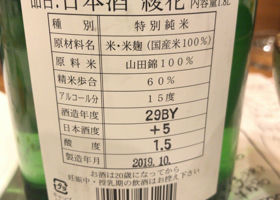 品目:日本酒 綾花 内容量1.8L
種別 特別純米
原材料名 米・米麹(国産米100%)
原料米 山田錦100%
精米歩合 60%
アルコール分 15度
酒造年度 29BY
日本酒度 +5
酸度 1.5
製造年月 2019.10.
お酒は20歳になってから
妊娠中・授乳期の飲酒はお控え下さい